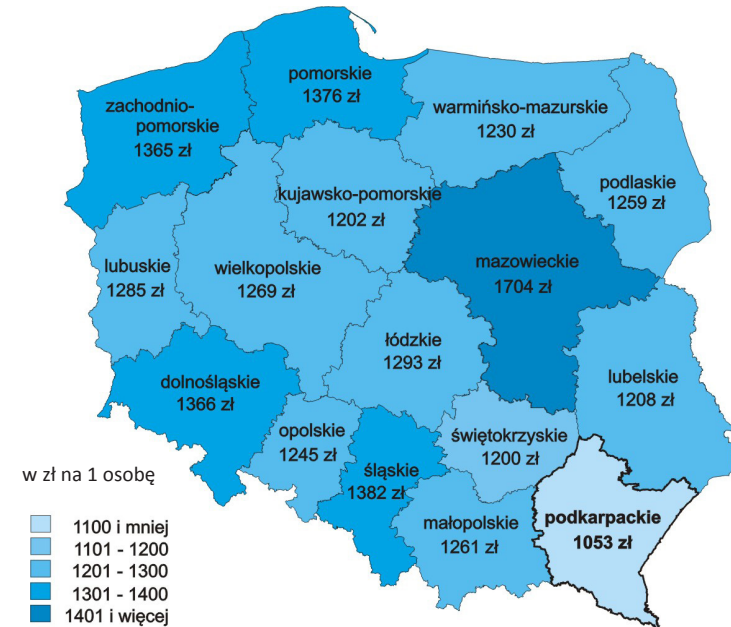 pomorskie
1376 zł
zachodnio-
pomorskie
1365 zł
warmińsko-mazurskie
1230 zł
podlaskie
1259 zł
kujawsko-pomorskie
1202 zł
lubuskie
1285 zł
wielkopolskie
1269 zł
mazowieckie
1704 zł
łódzkie
1293 zł
dolnośląskie
1366 zł
lubelskie
1208 zł
opolskie
1245 zł
śląskie
1382 zł
świętokrzyskie
1200 zł
małopolskie
1261 zł
podkarpackie
1053 zł
w zł na 1 osobę
1100 i mniej
1101 - 1200
1201 - 1300
1301 - 1400
1401 i więcej